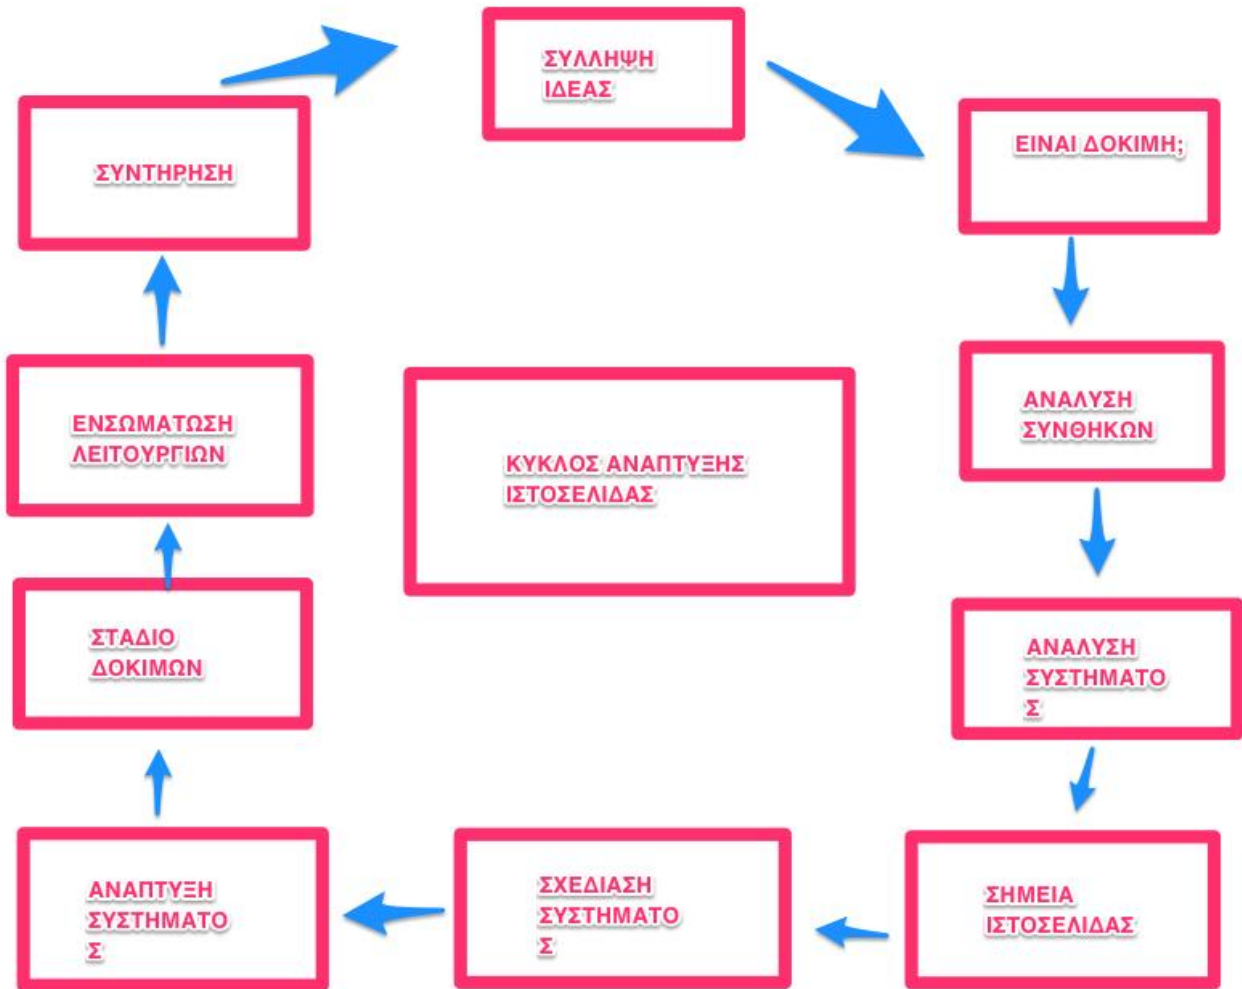 ΣΥΛΛΗΨΗ
ΙΔΕΑΣ
ΕΙΝΑΙ ΔΟΚΙΜΗ;
ΑΝΑΛΥΣΗ
ΣΥΝΘΗΚΩΝ
ΑΝΑΛΥΣΗ
ΣΥΣΤΗΜΑΤΟ
Σ
ΣΗΜΕΙΑ
ΙΣΤΟΣΕΛΙΔΑΣ
ΣΧΕΔΙΑΣΗ
ΣΥΣΤΗΜΑΤΟ
Σ
ΑΝΑΠΤΥΞΗ
ΣΥΣΤΗΜΑΤΟ
Σ
ΣΤΑΔΙΟ
ΔΟΚΙΜΩΝ
ΕΝΣΩΜΑΤΩΣΗ
ΛΕΙΤΟΥΡΓΙΩΝ
ΣΥΝΤΗΡΗΣΗ
ΚΥΚΛΟΣ ΑΝΑΠΤΥΞΗΣ
ΙΣΤΟΣΕΛΙΔΑΣ